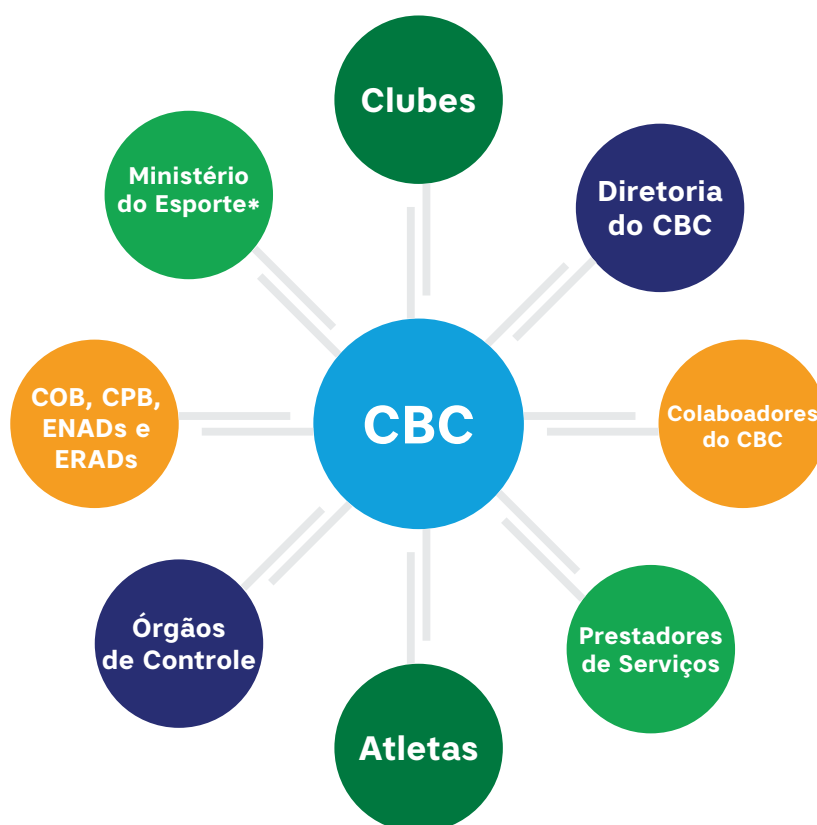 Clubes
Ministério
do Esporte*
Diretoria
do CBC
COB, CPB,
ENADs e
ERADs
CBC
Colaboadores
do CBC
Órgãos
de Controle
Prestadores
de Serviços
Atletas